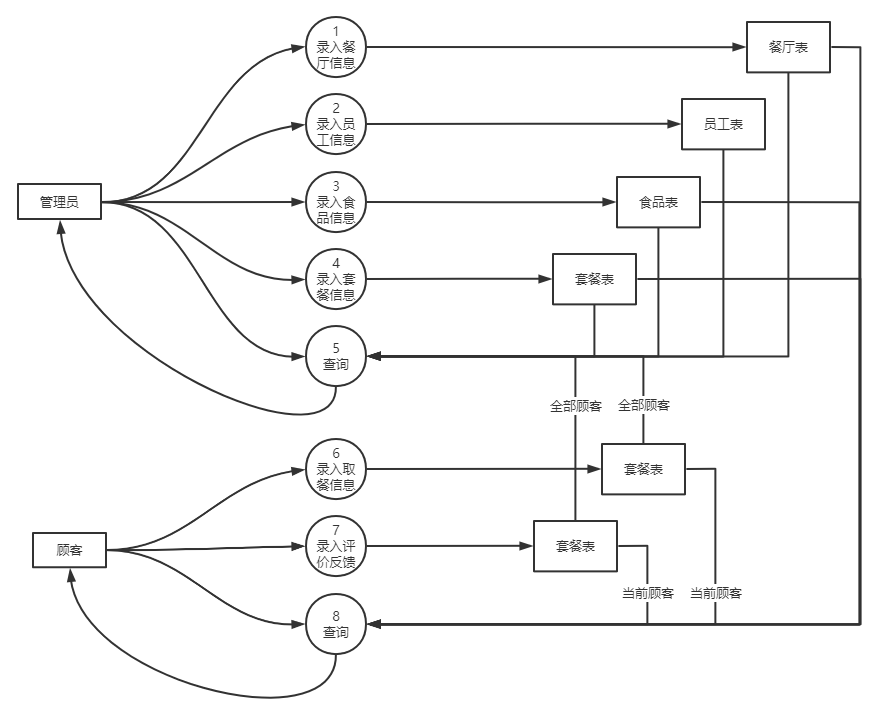 1
录入餐
厅信息
餐厅表
2
录入员
工信息
员工表
管理员
3
录入食
品信息
食品表
4
录入套
餐信息
套餐表
5
查询
全部顾客
全部顾客
6
录入取
餐信息
套餐表
顾客
7
录入评
价反馈
套餐表
当前顾客
当前顾客
8
查询